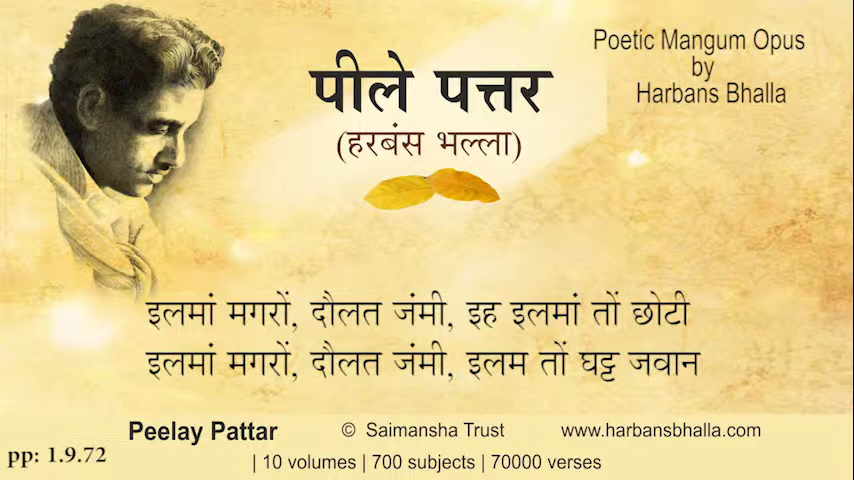 पीले पत्तर
(हरबंस भल्ला)
Poetic Mangum Opus
by
Harbans Bhalla
इलमां मगरों, दौलत जंमी, इह इलमां तों छोटी
इलमां मगरों, दौलत जंमी, इलम तों घट्ट जवान
Peelay Pattar © Saimansha Trust www.harbansbhalla.com
pp: 1.9.72
| 10 volumes | 700 subjects | 70000 verses